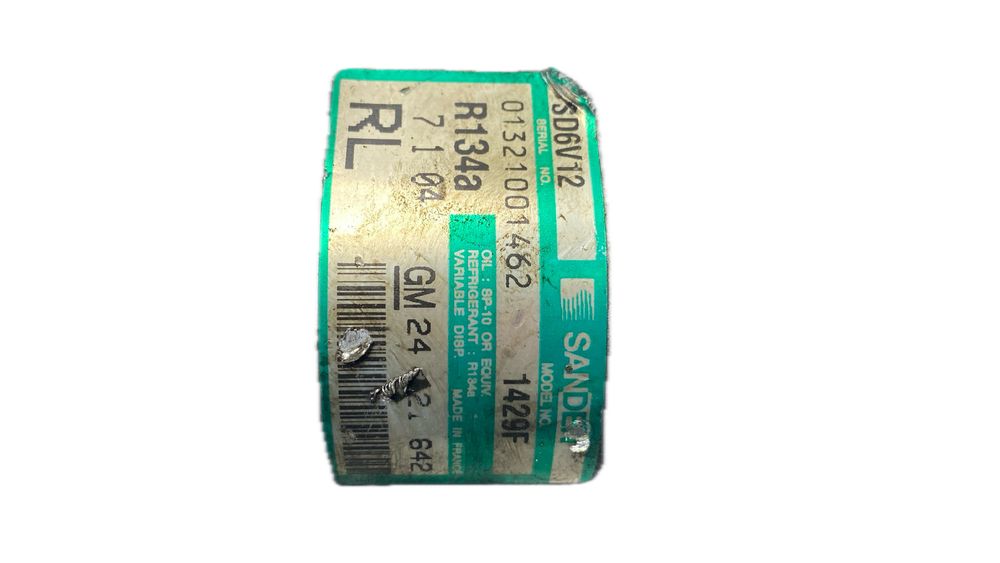 SD6V12
SANDEN
SERIAL NO.
MODEL NO.
01321001462
1429F
R134a
OIL : SP-10 OR EQUIV.
REFRIGERANT : R134a
VARIABLE DISP.
MADE IN FRANCE
7 1 04
GM 24 421 642
RL